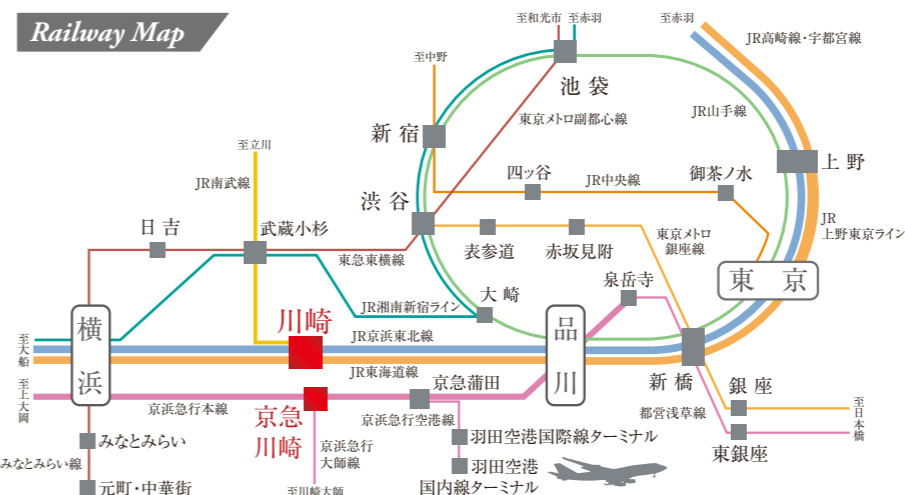 Railway Map
至和光市
至赤羽
至赤羽
JR高崎線・宇都宮線
至中野
池袋
東京メトロ副都心線
JR山手線
新宿
至立川
JR南武線
四ッ谷
JR中央線
御茶ノ水
上野
渋谷
日吉
武蔵小杉
東急東横線
表参道
赤坂見附
東京メトロ
銀座線
JR
上野東京ライン
泉岳寺
東京
大崎
JR湘南新宿ライン
横浜
川崎
JR京浜東北線
品川
至大船
JR東海道線
新橋
至上大岡
京浜急行本線
京急
川崎
京急蒲田
京浜急行空港線
都営浅草線
銀座
至日本橋
東銀座
みなとみらい
みなとみらい線
元町・中華街
京浜急行
大師線
至川崎大師
羽田空港国際線ターミナル
羽田空港
国内線ターミナル